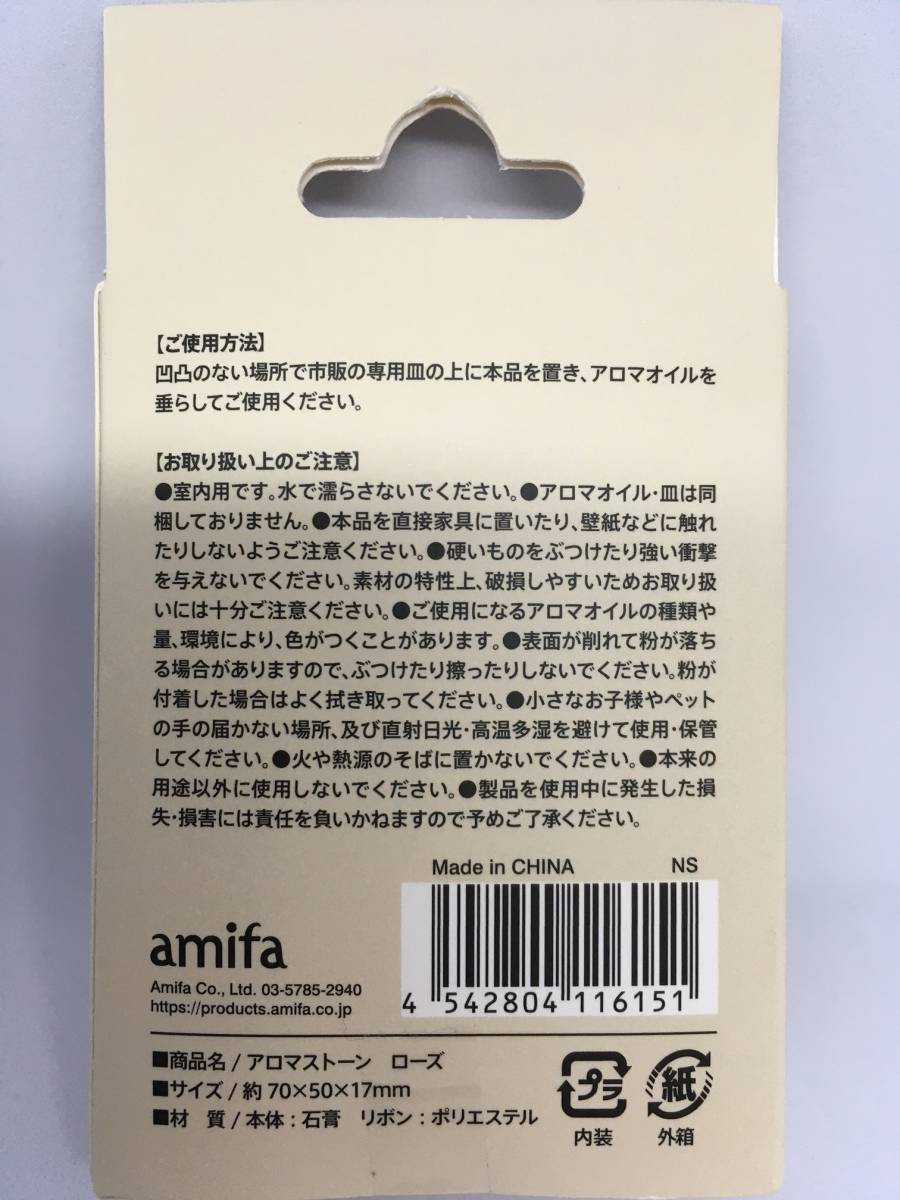 【ご使用方法】
凹凸のない場所で市販の専用皿の上に本品を置き、アロマオイルを
垂らしてご使用ください。
【お取り扱い上のご注意】
●室内用です。水で濡らさないでください。●アロマオイル・皿は同
梱しておりません。●本品を直接家具に置いたり、壁紙などに触れ
たりしないようご注意ください。●硬いものをぶつけたり強い衝撃
を与えないでください。素材の特性上、破損しやすいためお取り扱
いには十分ご注意ください。●ご使用になるアロマオイルの種類や
量、環境により、色がつくことがあります。●表面が削れて粉が落ち
る場合がありますので、ぶつけたり擦ったりしないでください。粉が
付着した場合はよく拭き取ってください。●小さなお子様やペット
の手の届かない場所、及び直射日光・高温多湿を避けて使用・保管
してください。●火や熱源のそばに置かないでください。●本来の
用途以外に使用しないでください。●製品を使用中に発生した損
失・損害には責任を負いかねますので予めご了承ください。
Made in CHINA NS
amifa
Amifa Co., Ltd. 03-5785-2940
https://products.amifa.co.jp
4 542804 116151
■商品名/アロマストーン ローズ
■サイズ/約70×50×17mm
■材 質/本体:石膏 リボン:ポリエステル
プラ 紙
内装 外箱